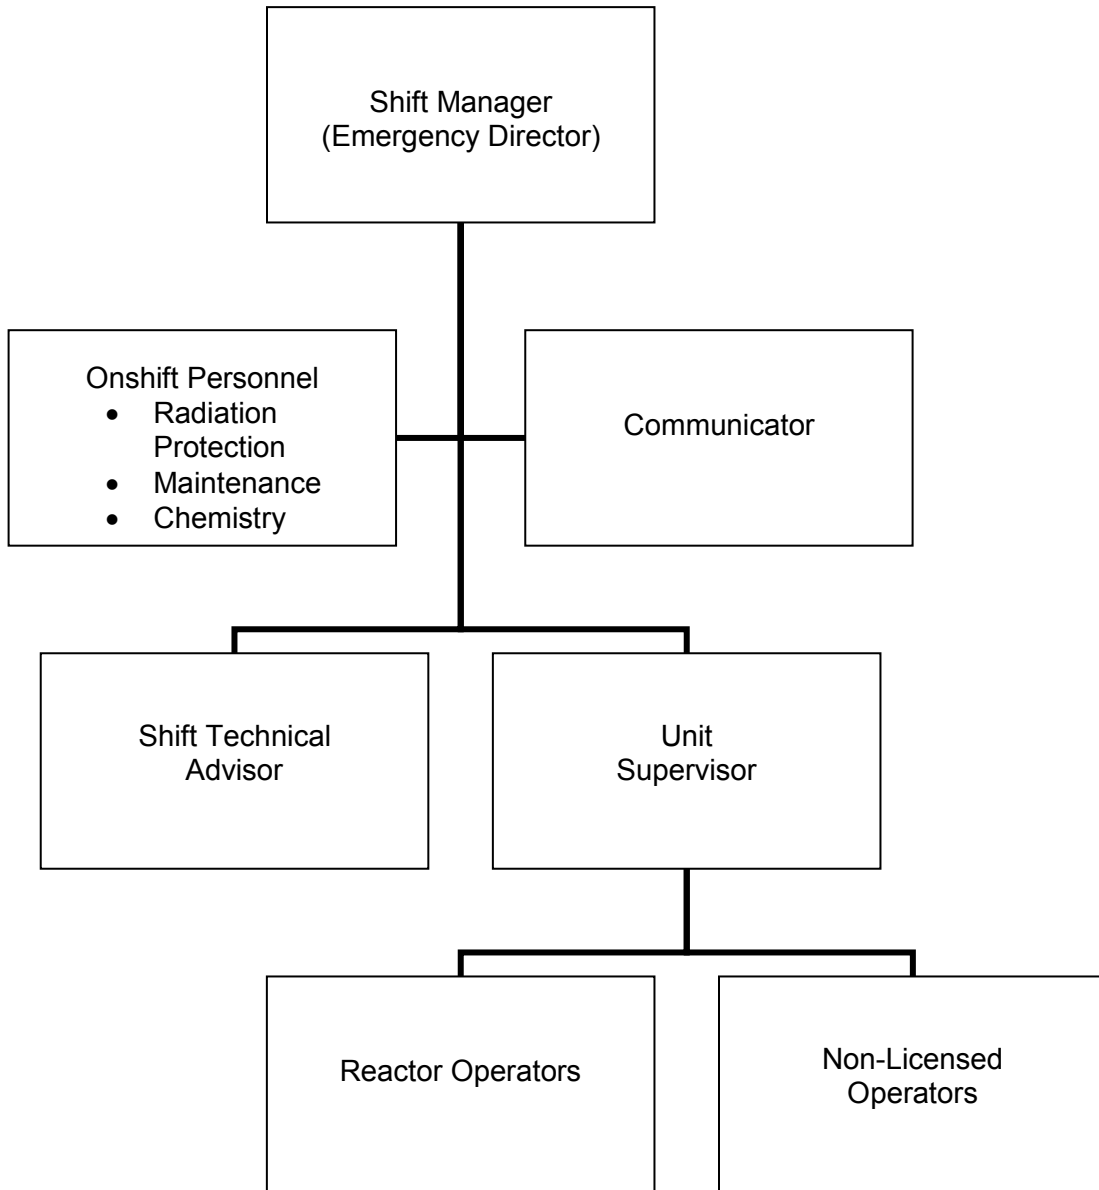 Shift Manager
(Emergency Director)
Onshift Personnel
• Radiation
Protection
• Maintenance
• Chemistry
Communicator
Shift Technical
Advisor
Unit
Supervisor
Reactor Operators
Non-Licensed
Operators